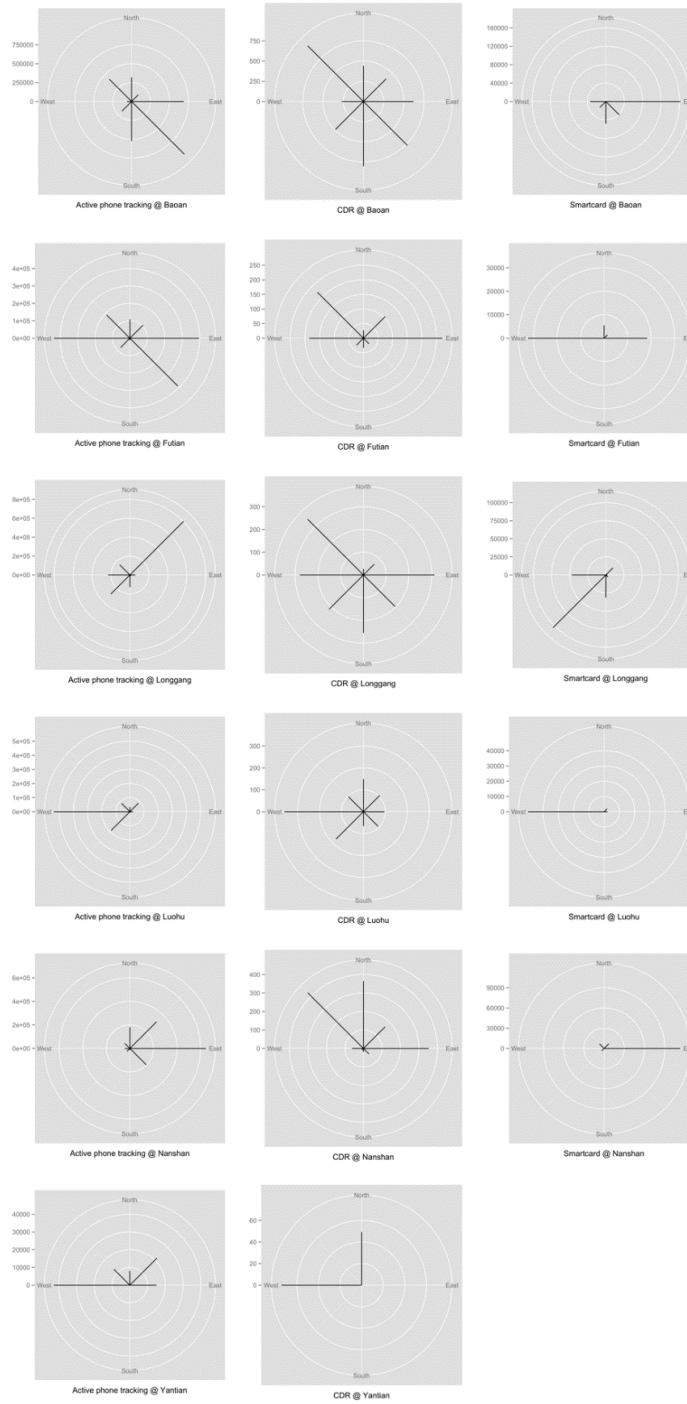 North
750000
500000
250000
0
West
East
South
Active phone tracking @ Baoan
North
750
500
250
0
West
East
South
CDR @ Baoan
North
160000
120000
80000
40000
0
West
E
South
Smartcard @ Baoan
North
4e+05
3e+05
2e+05
1e+05
0e+00
West
East
South
Active phone tracking @ Futian
North
250
200
150
100
50
0
West
East
South
CDR @ Futian
North
30000
20000
10000
0
West
East
South
Smartcard @ Futian
North
8e+05
6e+05
4e+05
2e+05
0e+00
West
East
South
Active phone tracking @ Longgang
North
300
200
100
0
West
East
South
CDR @ Longgang
North
100000
75000
50000
25000
0
West
East
South
Smartcard @ Longgang
North
5e+05
4e+05
3e+05
2e+05
1e+05
0e+00
West
East
South
Active phone tracking @ Luohu
North
300
200
100
0
West
East
South
CDR @ Luohu
North
40000
30000
20000
10000
0
West
East
South
Smartcard @ Luohu
North
6e+05
4e+05
2e+05
0e+00
West
East
South
Active phone tracking @ Nanshan
North
400
300
200
100
0
West
East
South
CDR @ Nanshan
North
90000
60000
30000
0
West
East
South
Smartcard @ Nanshan
North
40000
30000
20000
10000
0
West
East
South
Active phone tracking @ Yantian
North
60
40
20
0
West
East
South
CDR @ Yantian